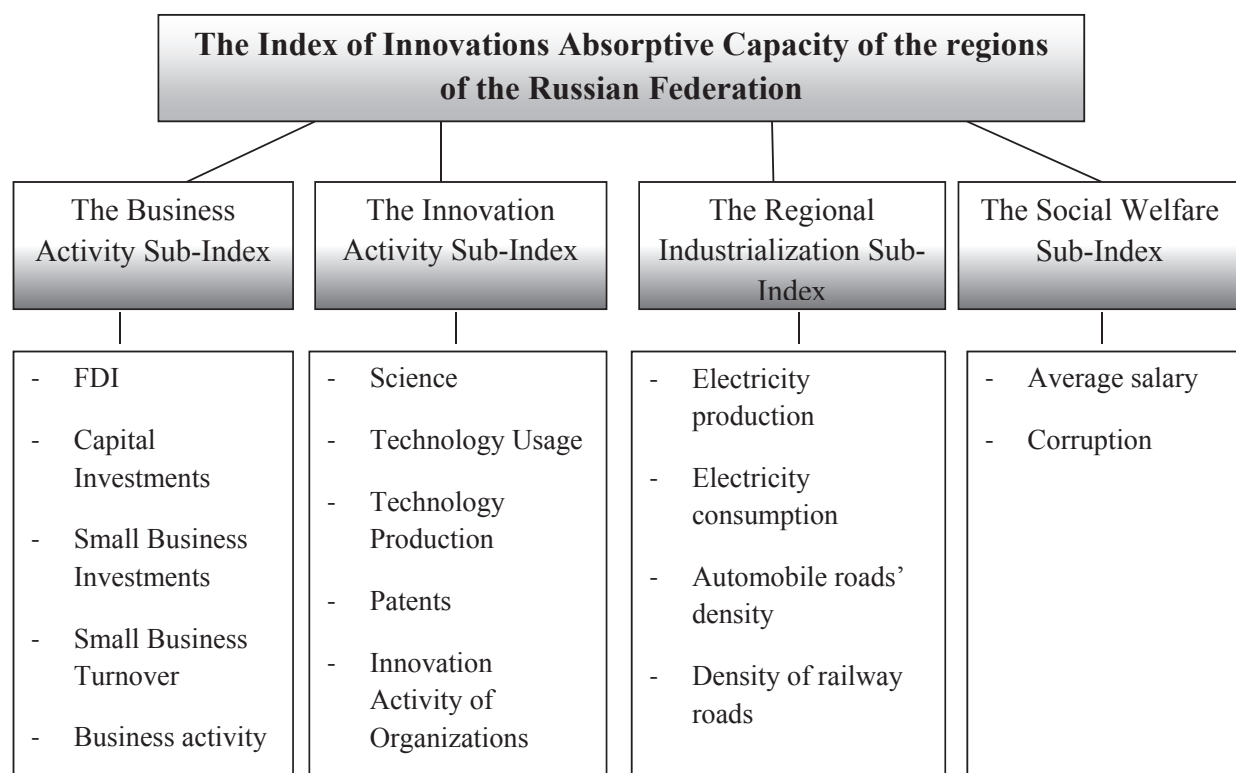 The Index of Innovations Absorptive Capacity of the regions
of the Russian Federation
The Business
Activity Sub-Index
The Innovation
Activity Sub-Index
The Regional
Industrialization Sub-
Index
The Social Welfare
Sub-Index
- FDI
- Capital
Investments
- Small Business
Investments
- Small Business
Turnover
- Business activity
- Science
- Technology Usage
- Technology
Production
- Patents
- Innovation
Activity of
Organizations
- Electricity
production
- Electricity
consumption
- Automobile roads’
density
- Density of railway
roads
- Average salary
- Corruption